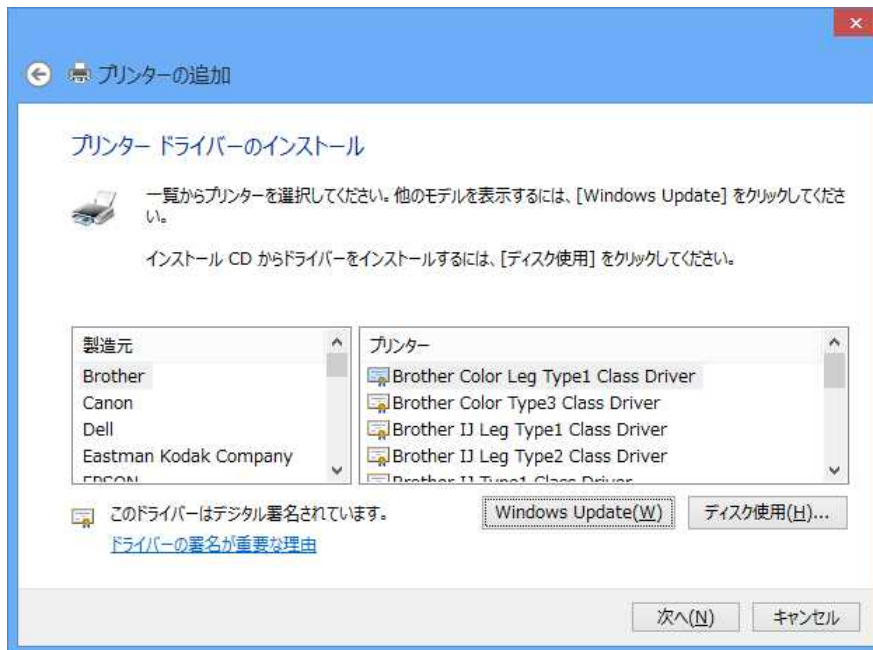 プリンターの追加
プリンター ドライバーのインストール
一覧からプリンターを選択してください。他のモデルを表示するには、[Windows Update] をクリックしてくださ
い。
インストール CD からドライバーをインストールするには、[ディスク使用] をクリックしてください。
製造元
Brother
Canon
Dell
Eastman Kodak Company
EPSON
プリンター
Brother Color Leg Type1 Class Driver
Brother Color Type3 Class Driver
Brother IJ Leg Type1 Class Driver
Brother IJ Leg Type2 Class Driver
Brother IJ Type1 Class Driver
このドライバーはデジタル署名されています。
ドライバーの署名が重要な理由
Windows Update(W)
ディスク使用(H)...
次へ(N)
キャンセル